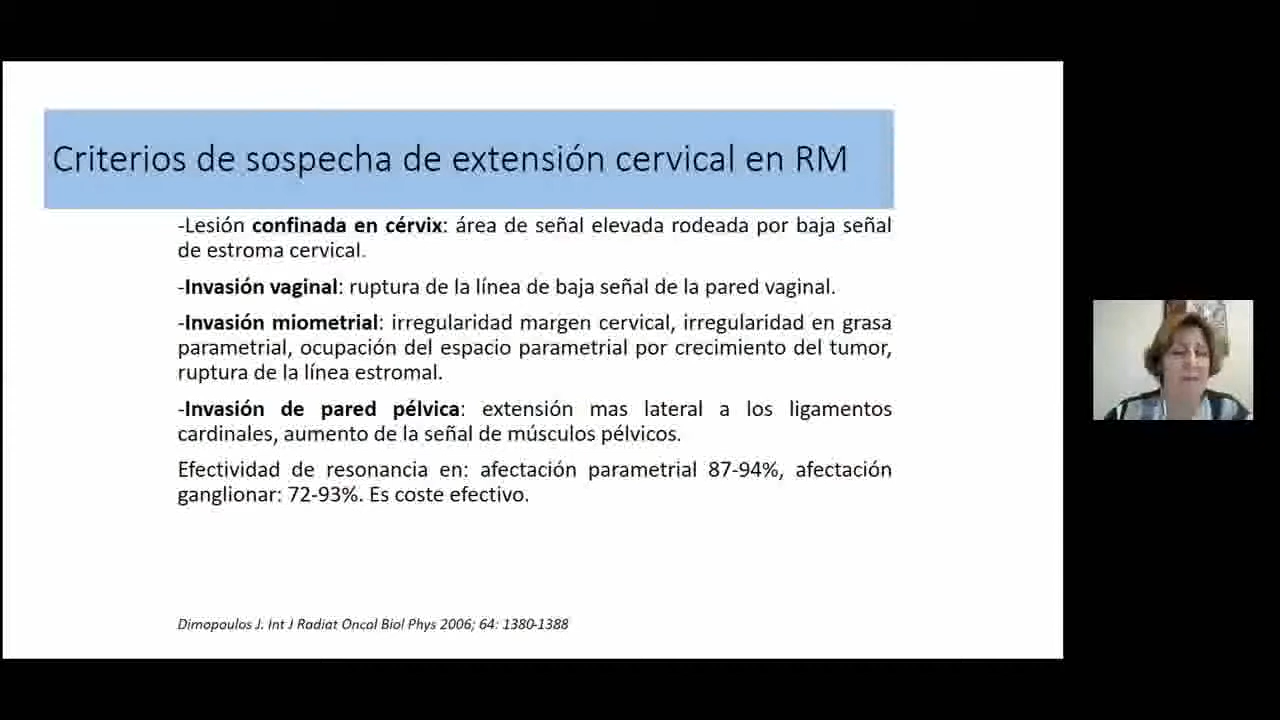 Criterios de sospecha de extensión cervical en RM
-Lesión confinada en cérvix: área de señal elevada rodeada por baja señal
de estroma cervical.
-Invasión vaginal: ruptura de la línea de baja señal de la pared vaginal.
-Invasión miometrial: irregularidad margen cervical, irregularidad en grasa
parametrial, ocupación del espacio parametrial por crecimiento del tumor,
ruptura de la línea estromal.
-Invasión de pared pélvica: extensión mas lateral a los ligamentos
cardinales, aumento de la señal de músculos pélvicos.
Efectividad de resonancia en: afectación parametrial 87-94%, afectación
ganglionar: 72-93%. Es coste efectivo.
Dimopoulos J. Int J Radiat Oncol Biol Phys 2006; 64: 1380-1388